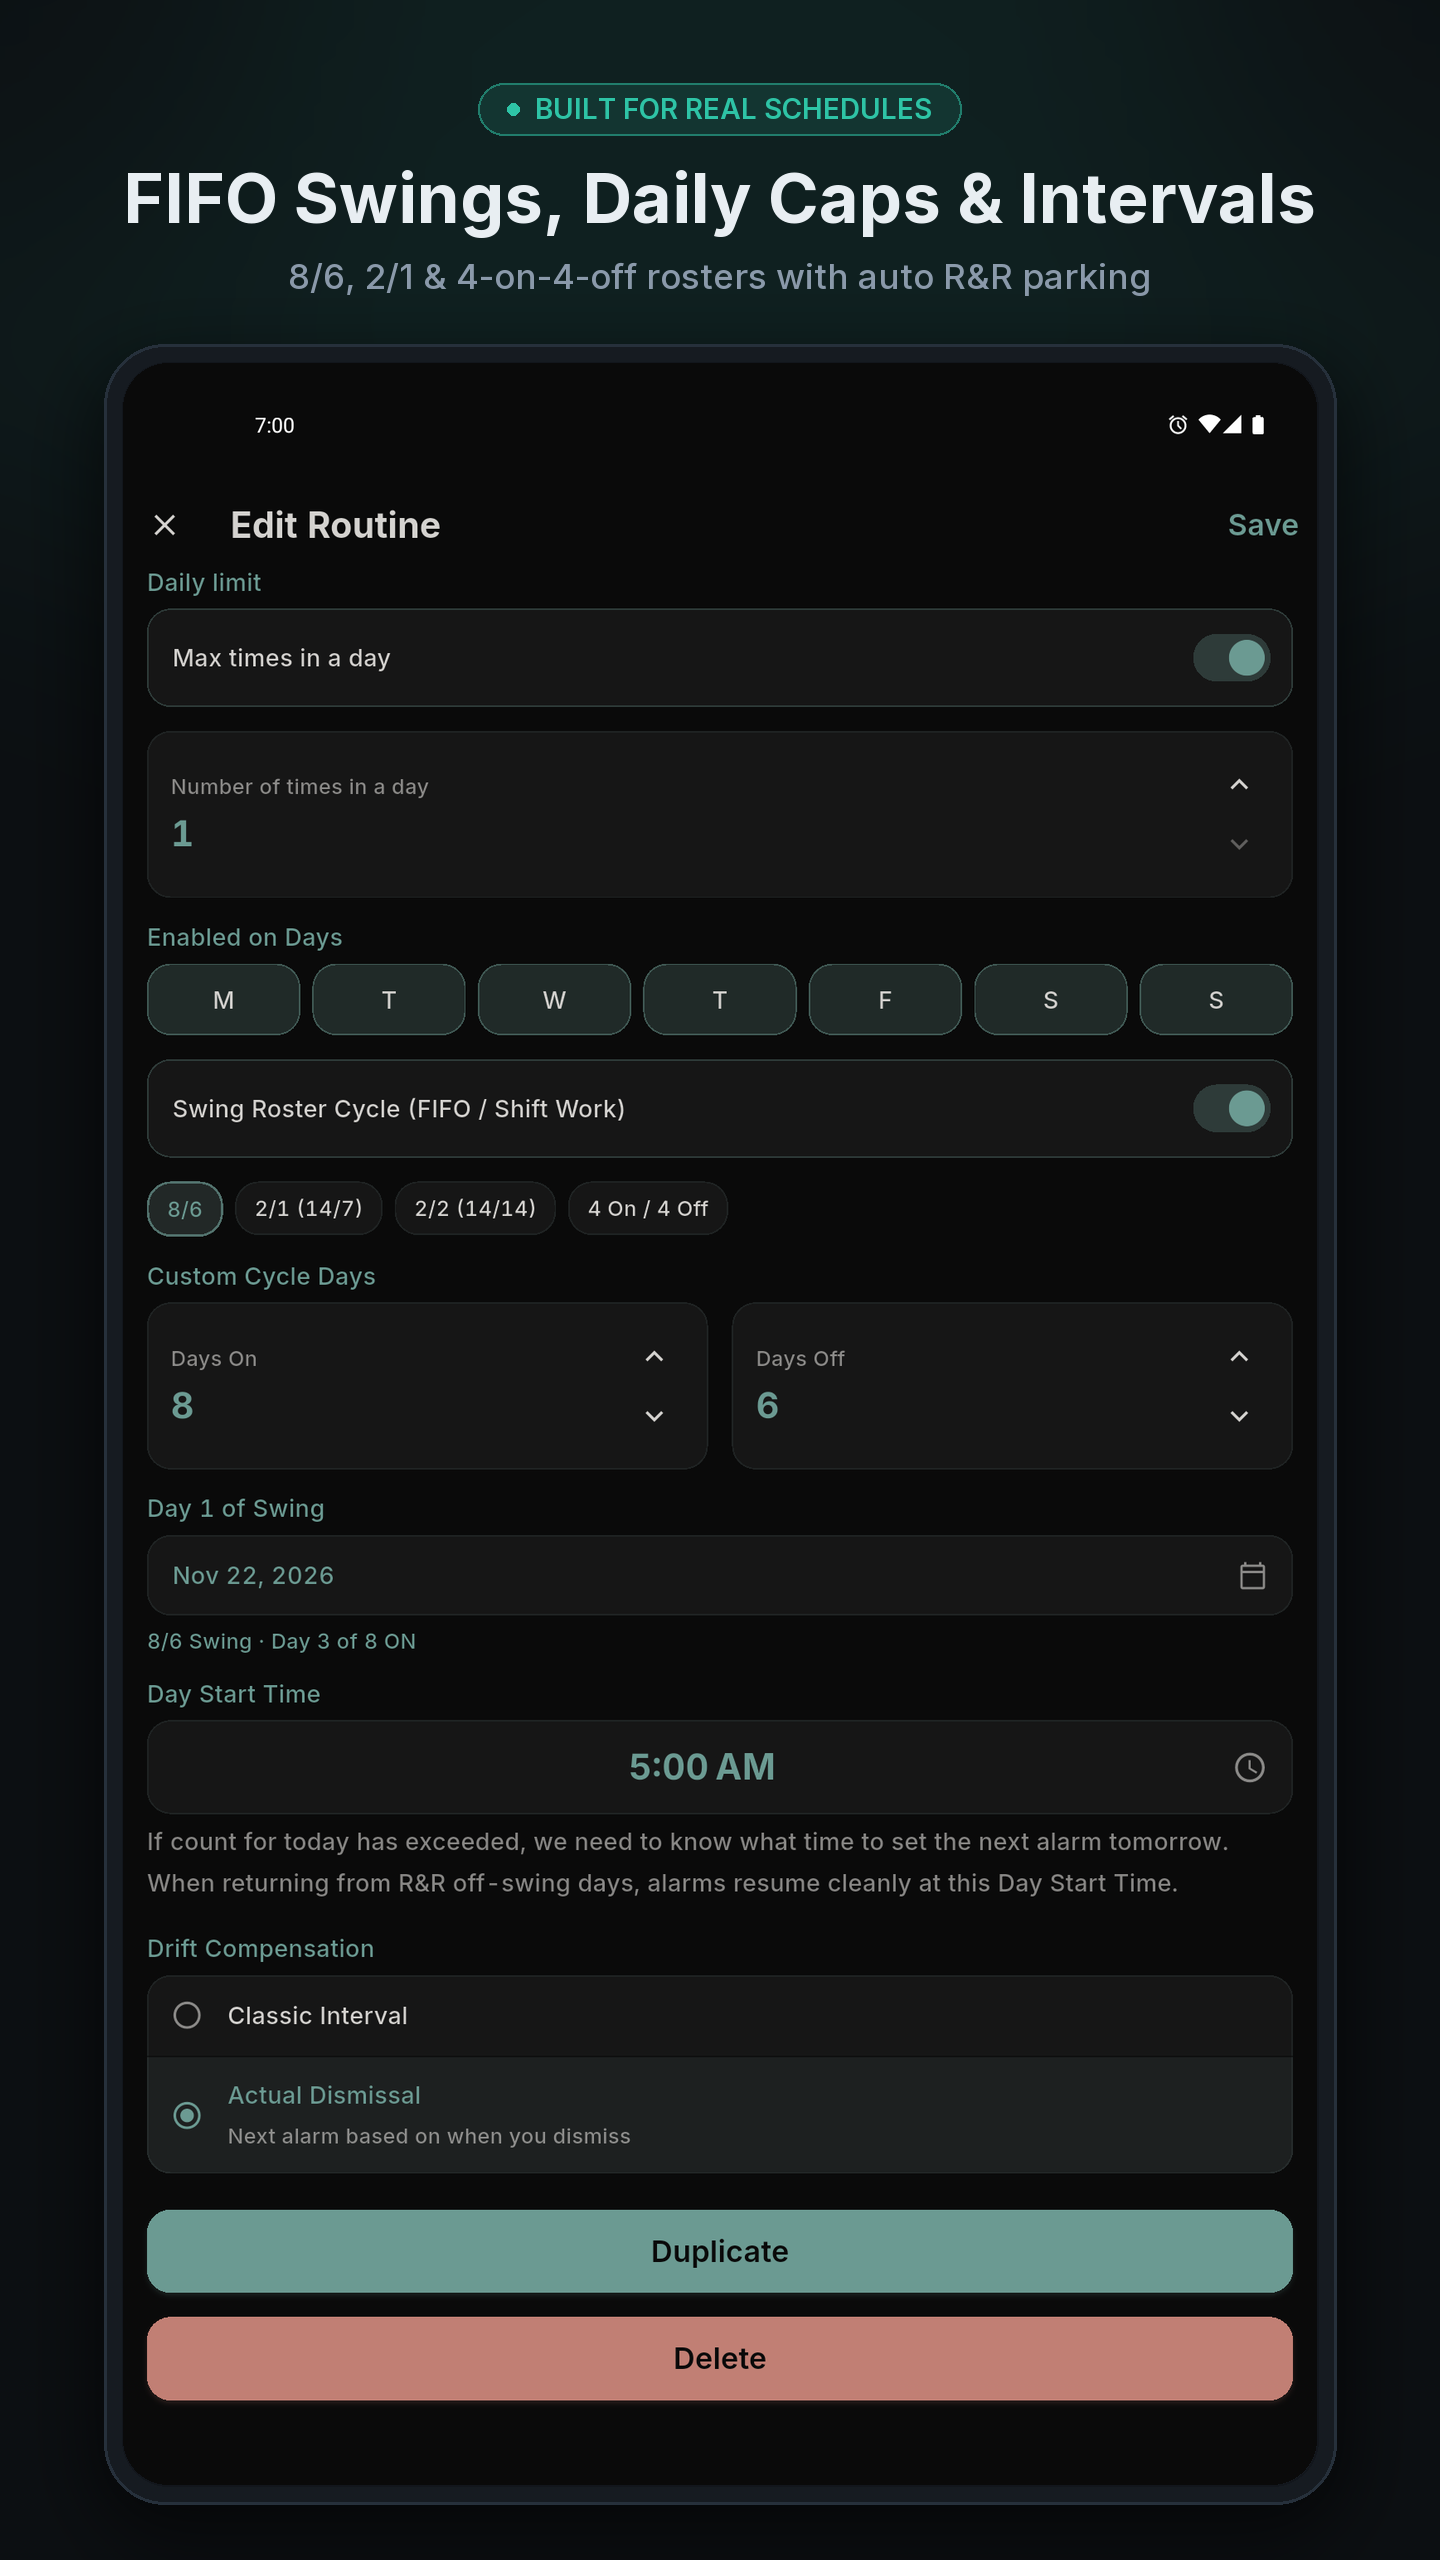 BUILT FOR REAL SCHEDULES
FIFO Swings, Daily Caps & Intervals
8/6, 2/1 & 4-on-4-off rosters with auto R&R parking
7:00
Edit Routine
Save
Daily limit
Max times in a day
Number of times in a day
1
Enabled on Days
M T W T F S S
Swing Roster Cycle (FIFO / Shift Work)
8/6 2/1 (14/7) 2/2 (14/14) 4 On / 4 Off
Custom Cycle Days
Days On
8
Days Off
6
Day 1 of Swing
Nov 22, 2026
8/6 Swing · Day 3 of 8 ON
Day Start Time
5:00 AM
If count for today has exceeded, we need to know what time to set the next alarm tomorrow.
When returning from R&R off-swing days, alarms resume cleanly at this Day Start Time.
Drift Compensation
Classic Interval
Actual Dismissal
Next alarm based on when you dismiss
Duplicate
Delete